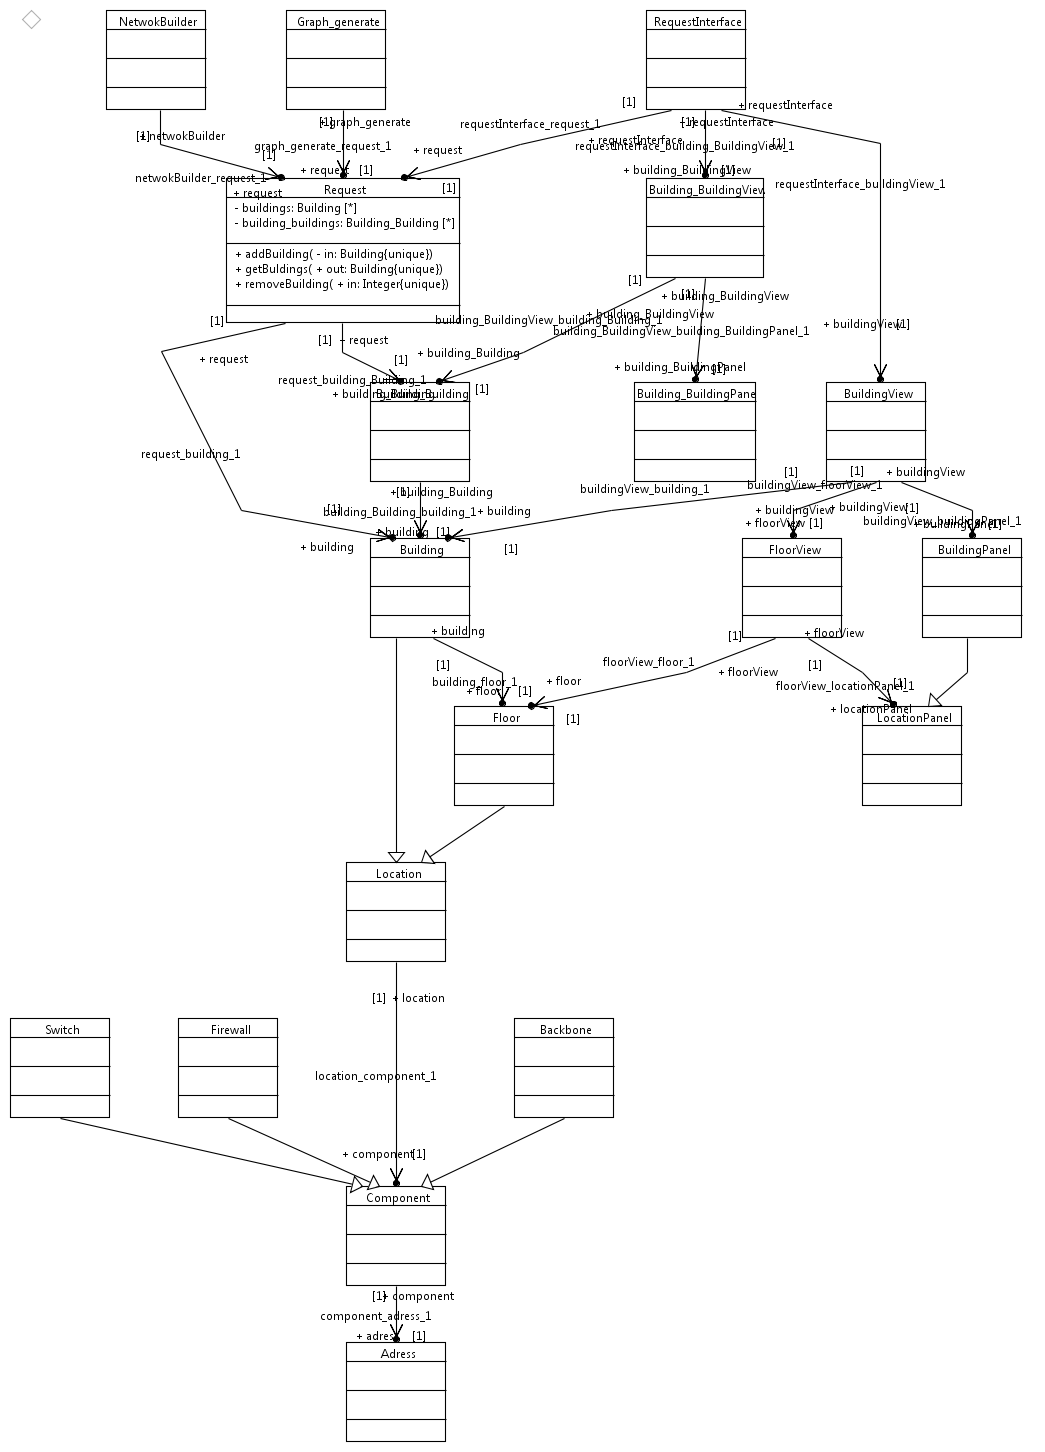 NetwokBuilder
Graph_generate
RequestInterface
[1]
+ requestInterface
[1]
+ netwokBuilder
[1]
+ graph_generate
requestInterface_request_1
[1]
+ requestInterface
+ requestInterface
[1]
graph_generate_request_1
requestInterface_building_BuildingView_1
[1]
+ request
+ request
[1]
+ building_BuildingView
[1]
netwokBuilder_request_1
requestInterface_buildingView_1
+ request
Request
[1]
Building_BuildingView
- buildings: Building [*]
- building_buildings: Building_Building [*]
+ addBuilding( - in: Building{unique})
+ getBuldings( + out: Building{unique})
+ removeBuilding( + in: Integer{unique})
[1]
[1]
+ building_BuildingView
+ building_BuildingView
[1]
building_BuildingView_building_Building_1
+ buildingView
[1]
building_BuildingView_building_BuildingPanel_1
[1]
+ request
+ request
[1]
+ building_Building
[1]
+ building_BuildingPanel
[1]
request_building_Building_1
+ building_Building
Building_Building
[1]
Building_BuildingPane
BuildingView
request_building_1
[1]
[1]
+ buildingView
buildingView_building_1
buildingView_floorView_1
[1]
+ building_Building
[1]
building_Building_building_1
+ building
+ buildingView
+ buildingView
[1]
+ floorView
[1]
buildingView_buildingPanel_1
+ buildingPanel
[1]
+ building
[1]
+ building
Building
[1]
FloorView
BuildingPanel
+ building
[1]
+ floorView
[1]
floorView_floor_1
+ floorView
[1]
building_floor_1
+ floor
+ floor
[1]
floorView_locationPanel_1
[1]
+ locationPanel
Floor
[1]
LocationPanel
Location
[1]
+ location
Switch
Firewall
Backbone
location_component_1
+ component
[1]
Component
[1]
+ component
component_adress_1
+ adress
[1]
Adress